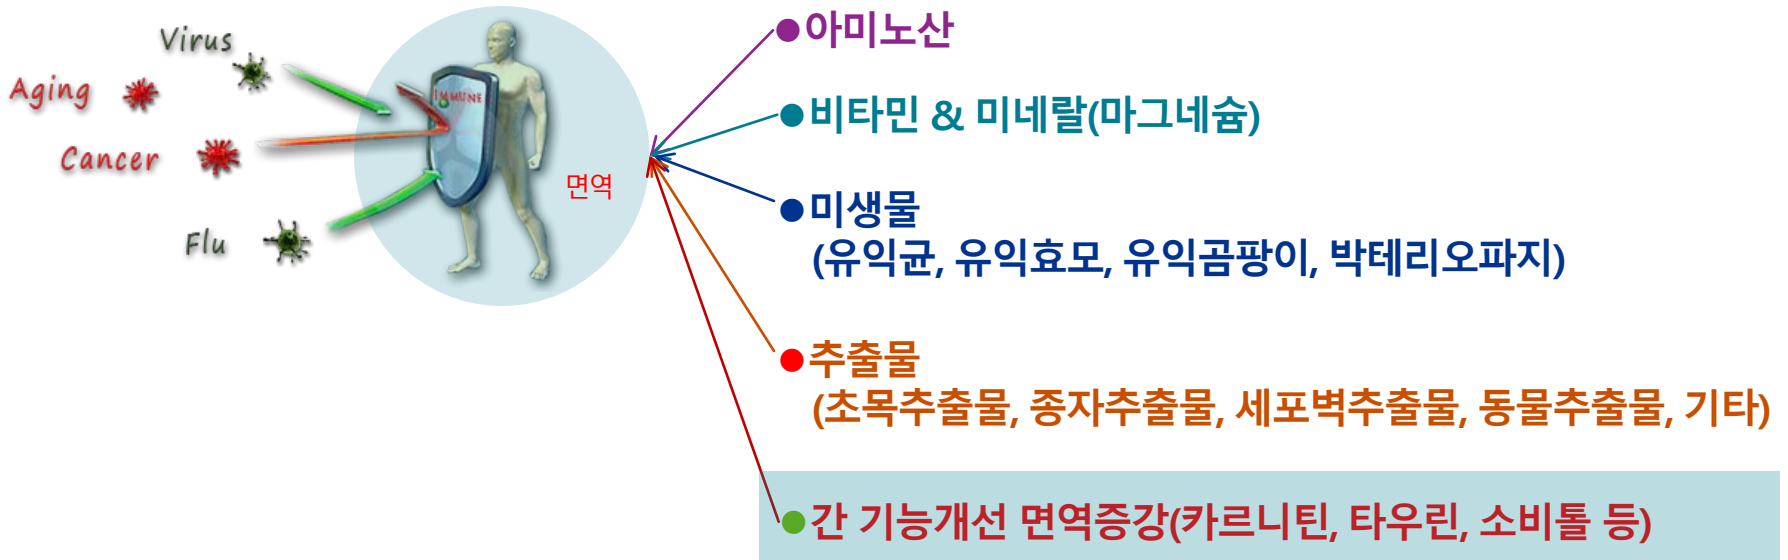 Virus
Aging
Cancer
Flu
IMMUNE
면역
●아미노산
●비타민 & 미네랄(마그네슘)
●미생물
(유익균, 유익효모, 유익곰팡이, 박테리오파지)
●추출물
(초목추출물, 종자추출물, 세포벽추출물, 동물추출물, 기타)
●간 기능개선 면역증강(카르니틴, 타우린, 소비톨 등)